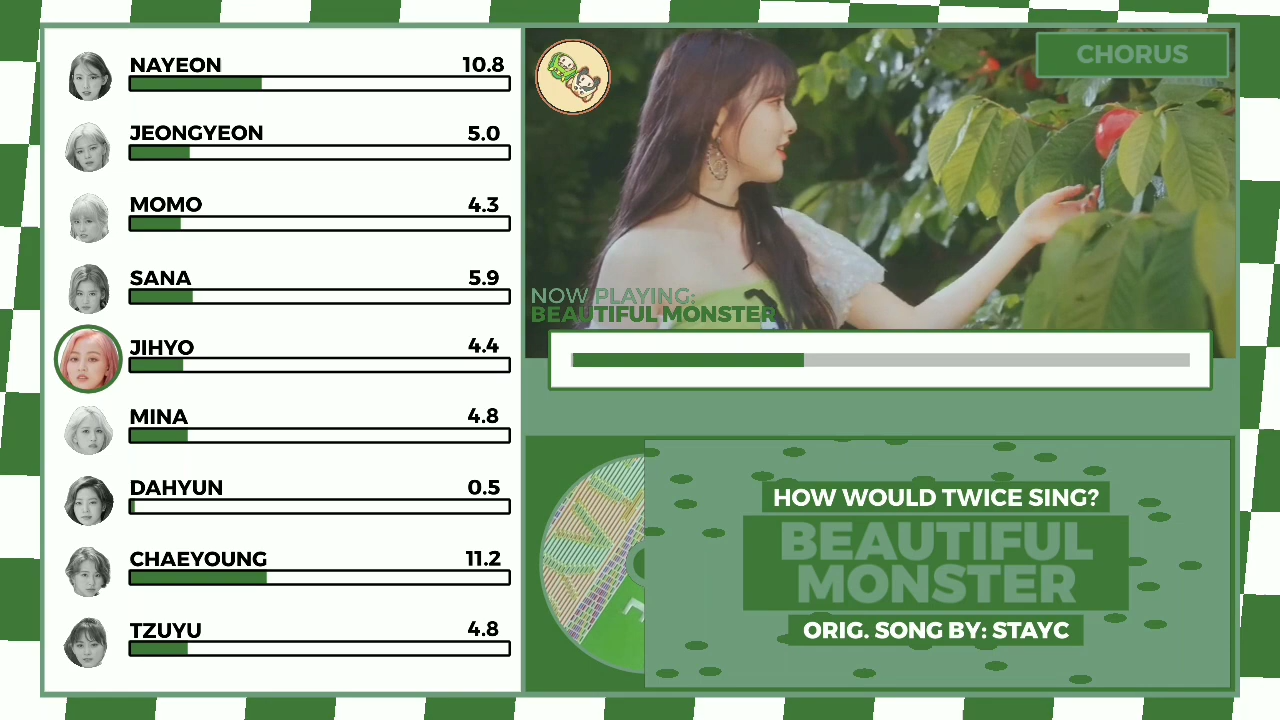 NAYEON 10.8
JEONGYEON 5.0
MOMO 4.3
SANA 5.9
JIHYO 4.4
MINA 4.8
DAHYUN 0.5
CHAEYOUNG 11.2
TZUYU 4.8
CHORUS
NOW PLAYING:
BEAUTIFUL MONSTER
HOW WOULD TWICE SING?
BEAUTIFUL
MONSTER
ORIG. SONG BY: STAYC